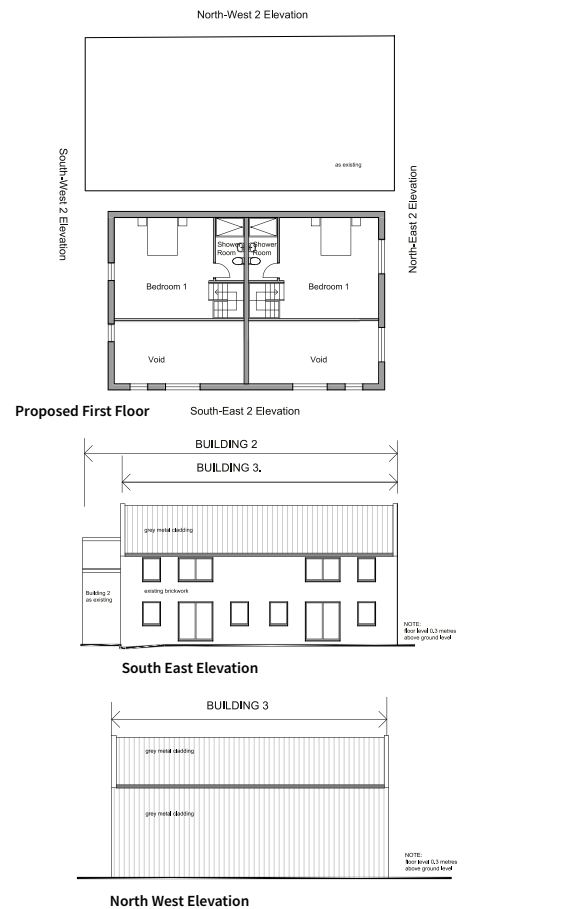 North-West 2 Elevation
South-West 2 Elevation
as existing
North-East 2 Elevation
Shower
Room
Shower
Room
Bedroom 1
Bedroom 1
Void
Void
Proposed First Floor
South-East 2 Elevation
BUILDING 2
BUILDING 3.
grey metal cladding
Building 2
as existing
existing brickwork
NOTE:
floor level 0.3 metres
above ground level
South East Elevation
BUILDING 3
grey metal cladding
grey metal cladding
NOTE:
floor level 0.3 metres
above ground level
North West Elevation